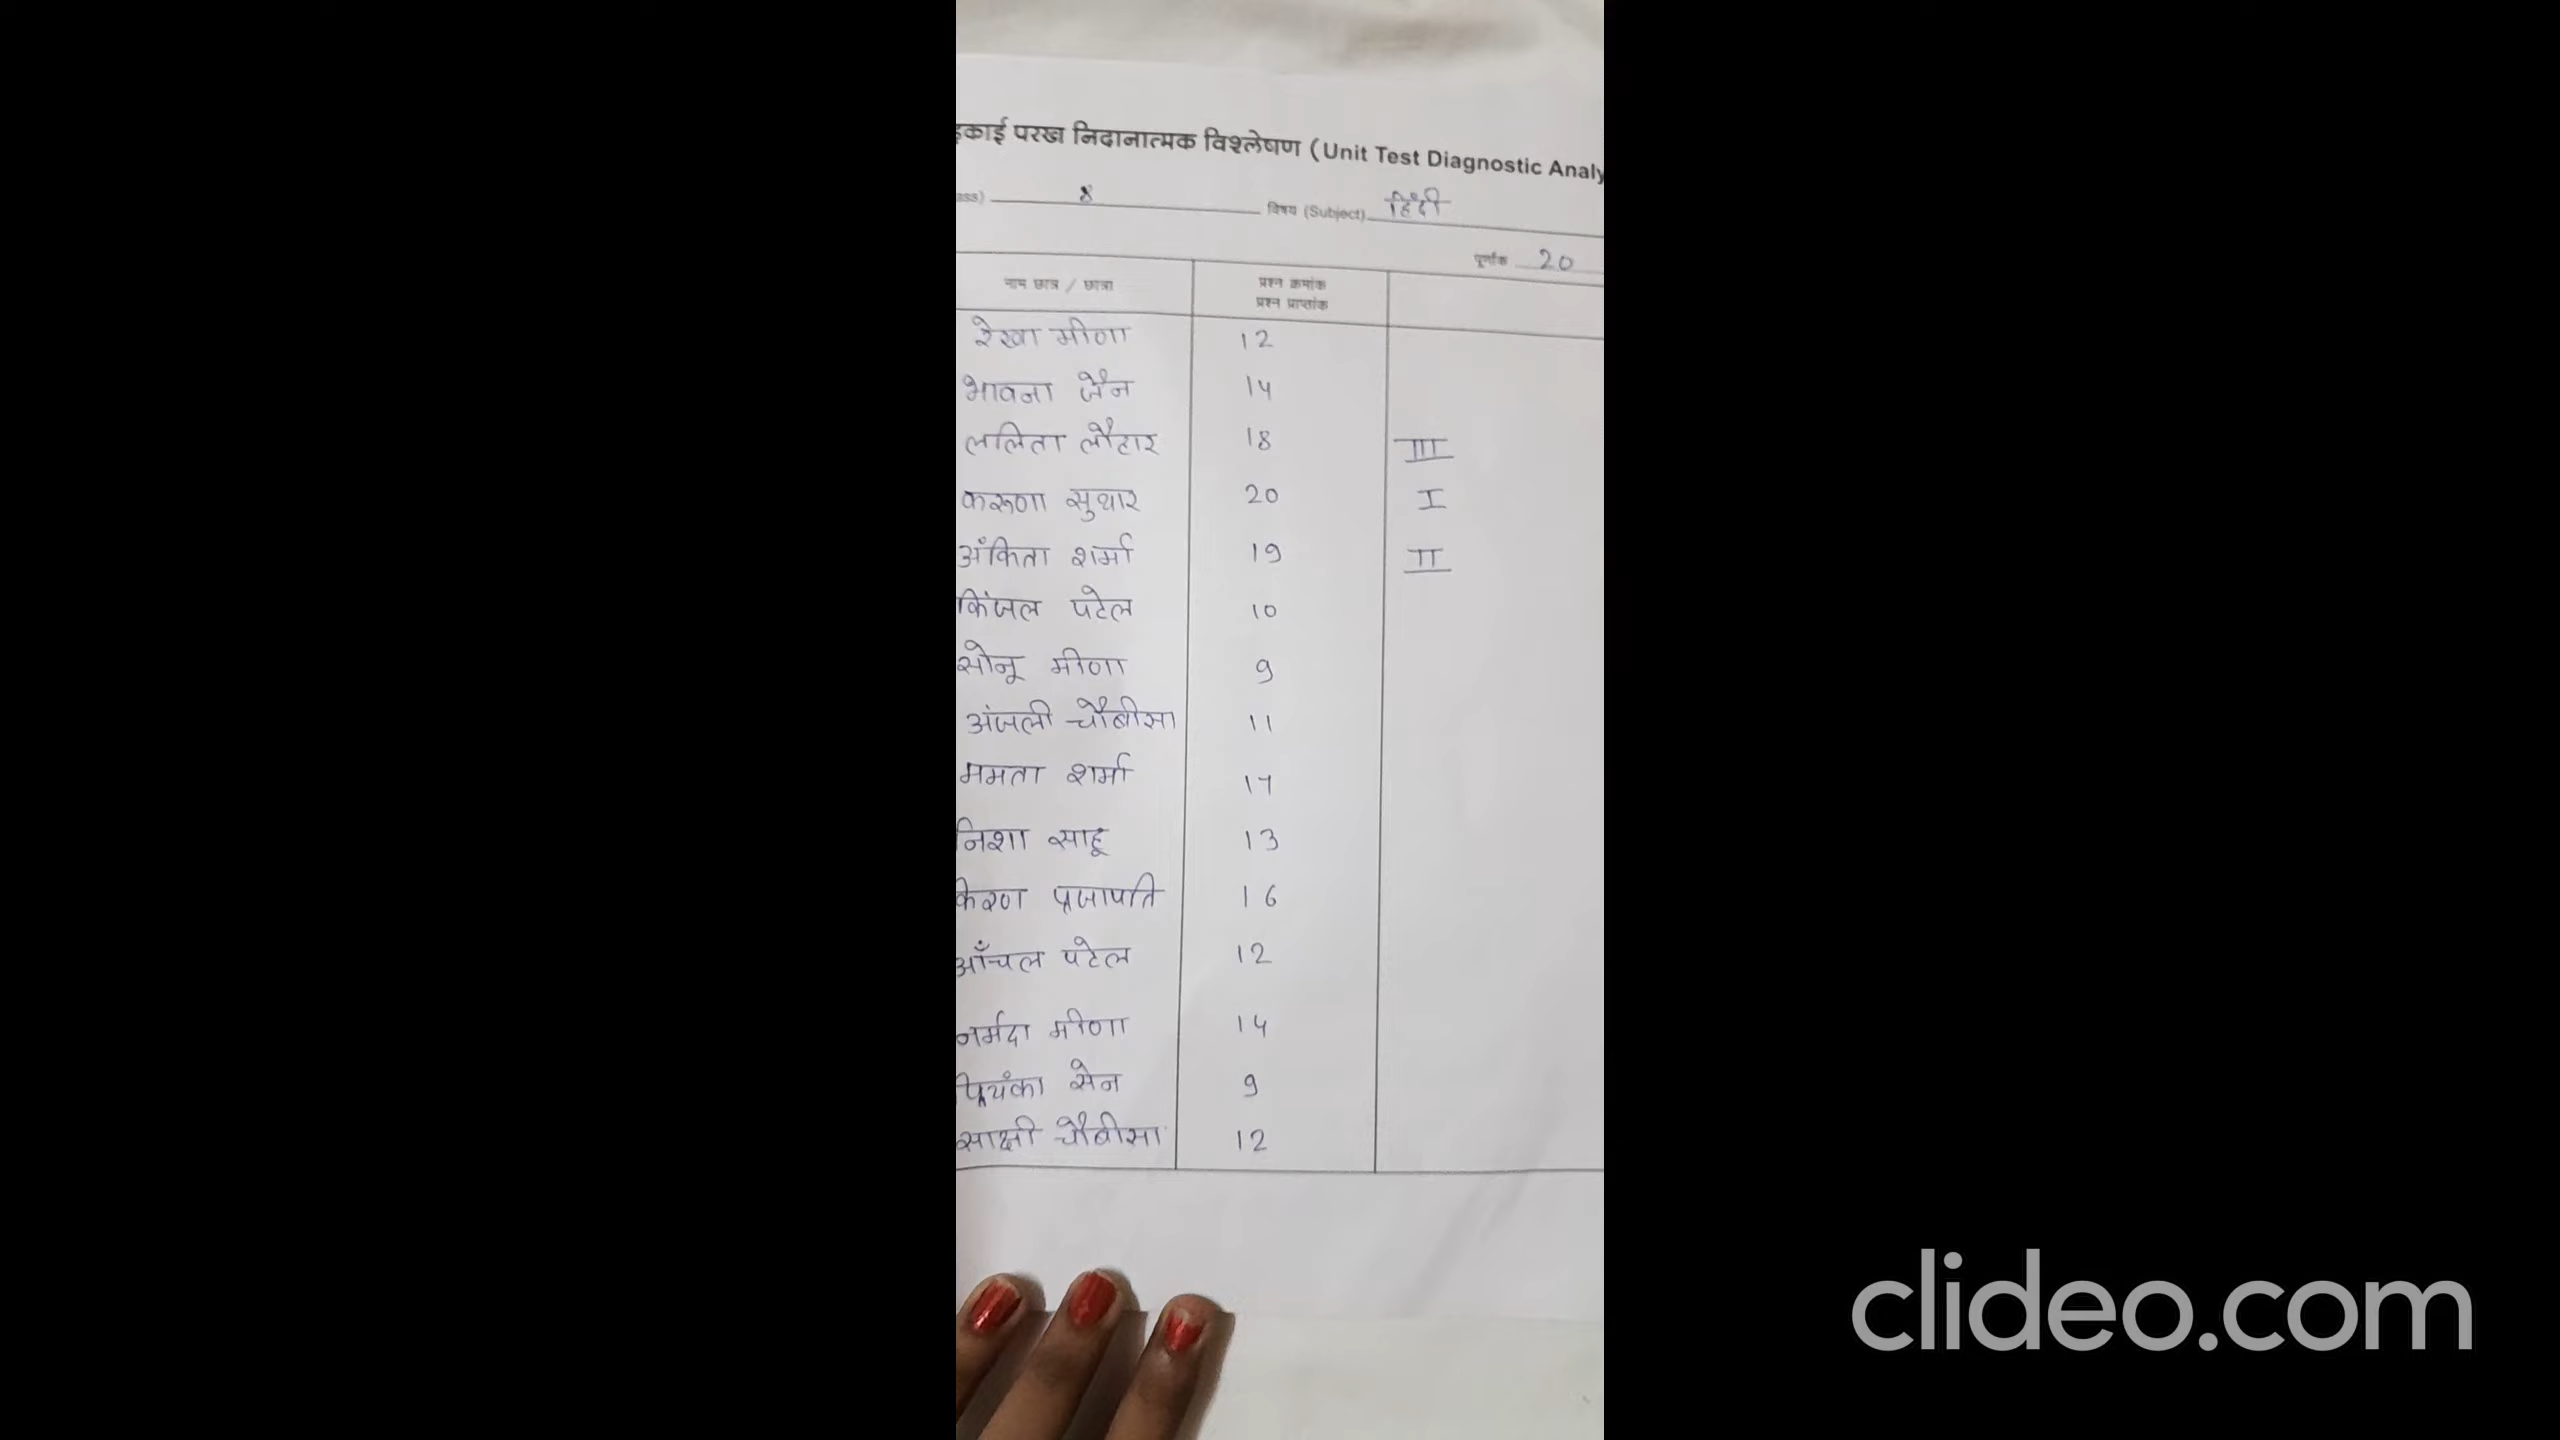 इकाई परख निदानात्मक विश्लेषण (Unit Test Diagnostic Analy
ass) 8 विषय (Subject) हिंदी
पूर्णांक 20
नाम छात्र / छात्रा प्रश्न क्रमांक
प्रश्न प्राप्तांक
रेखा मीणा 12
भावना जैन 14
ललिता लौहार 18 III
करूणा सुथार 20 I
अंकिता शर्मा 19 II
किंजल पटेल 10
सोनू मीणा 9
अंजली चौबीसा 11
ममता शर्मा 17
निशा साहू 13
किरण प्रजापति 16
आँचल पटेल 12
नर्मदा मीणा 14
प्रियंका सेन 9
साक्षी चौबीसा 12
clideo.com